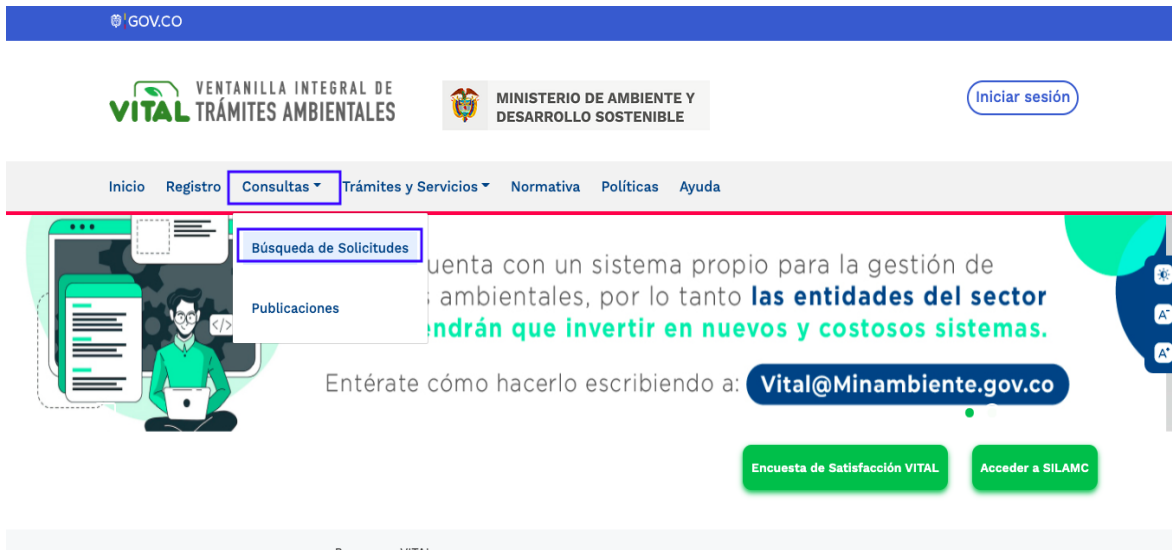 GOV.CO
VENTANILLA INTEGRAL DE
VITAL TRÁMITES AMBIENTALES
MINISTERIO DE AMBIENTE Y
DESARROLLO SOSTENIBLE
Iniciar sesión
Inicio Registro Consultas Trámites y Servicios Normativa Políticas Ayuda
Búsqueda de Solicitudes
Publicaciones
con un sistema propio para la gestión de
ambientales, por lo tanto las entidades del sector
que invertir en nuevos y costosos sistemas.
Entérate cómo hacerlo escribiendo a: Vital@Minambiente.gov.co
</>
A-
A+
Encuesta de Satisfacción VITAL
Acceder a SILAMC